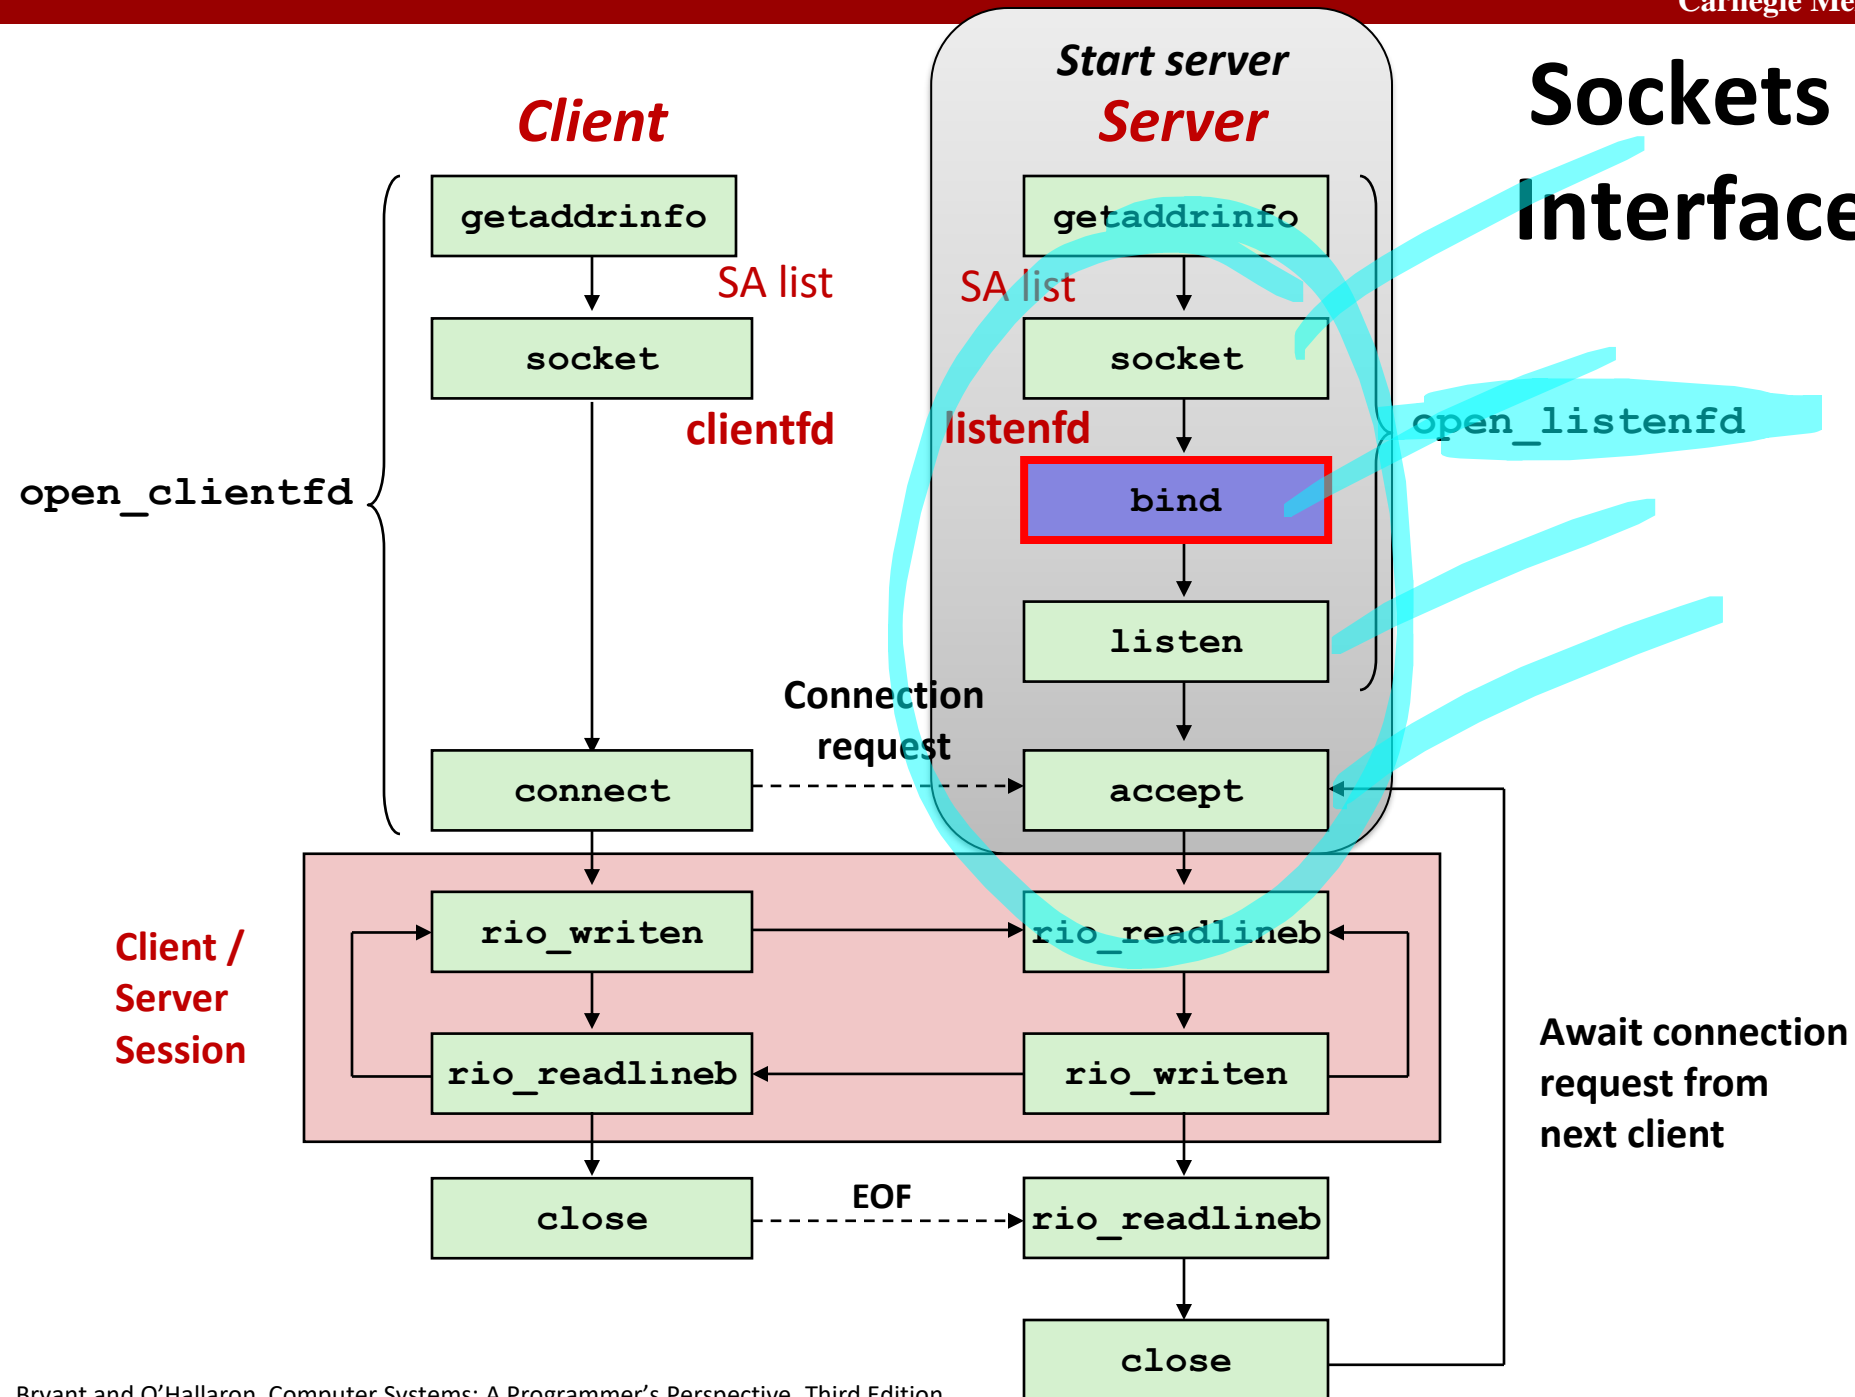 Carnegie Me
Start server
Client
Server
Sockets
Interface
getaddrinfo
getaddrinfo
SA list
SA list
socket
socket
clientfd
listenfd
open_listenfd
open_clientfd
bind
listen
Connection
request
connect
accept
Client /
Server
Session
rio_writen
rio_readlineb
rio_readlineb
rio_writen
Await connection
request from
next client
close
EOF
rio_readlineb
close
Bryant and O'Hallaron, Computer Systems: A Programmer's Perspective, Third Edition